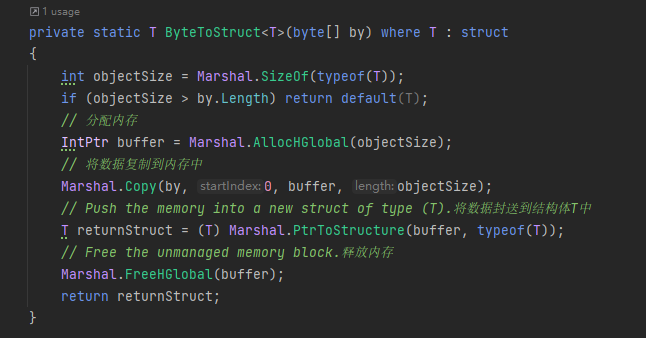 1 usage
private static T ByteToStruct<T>(byte[] by) where T : struct
{
    int objectSize = Marshal.SizeOf(typeof(T));
    if (objectSize > by.Length) return default(T);
    // 分配内存
    IntPtr buffer = Marshal.AllocHGlobal(objectSize);
    // 将数据复制到内存中
    Marshal.Copy(by, startIndex:0, buffer, length:objectSize);
    // Push the memory into a new struct of type (T).将数据封送到结构体T中
    T returnStruct = (T) Marshal.PtrToStructure(buffer, typeof(T));
    // Free the unmanaged memory block.释放内存
    Marshal.FreeHGlobal(buffer);
    return returnStruct;
}